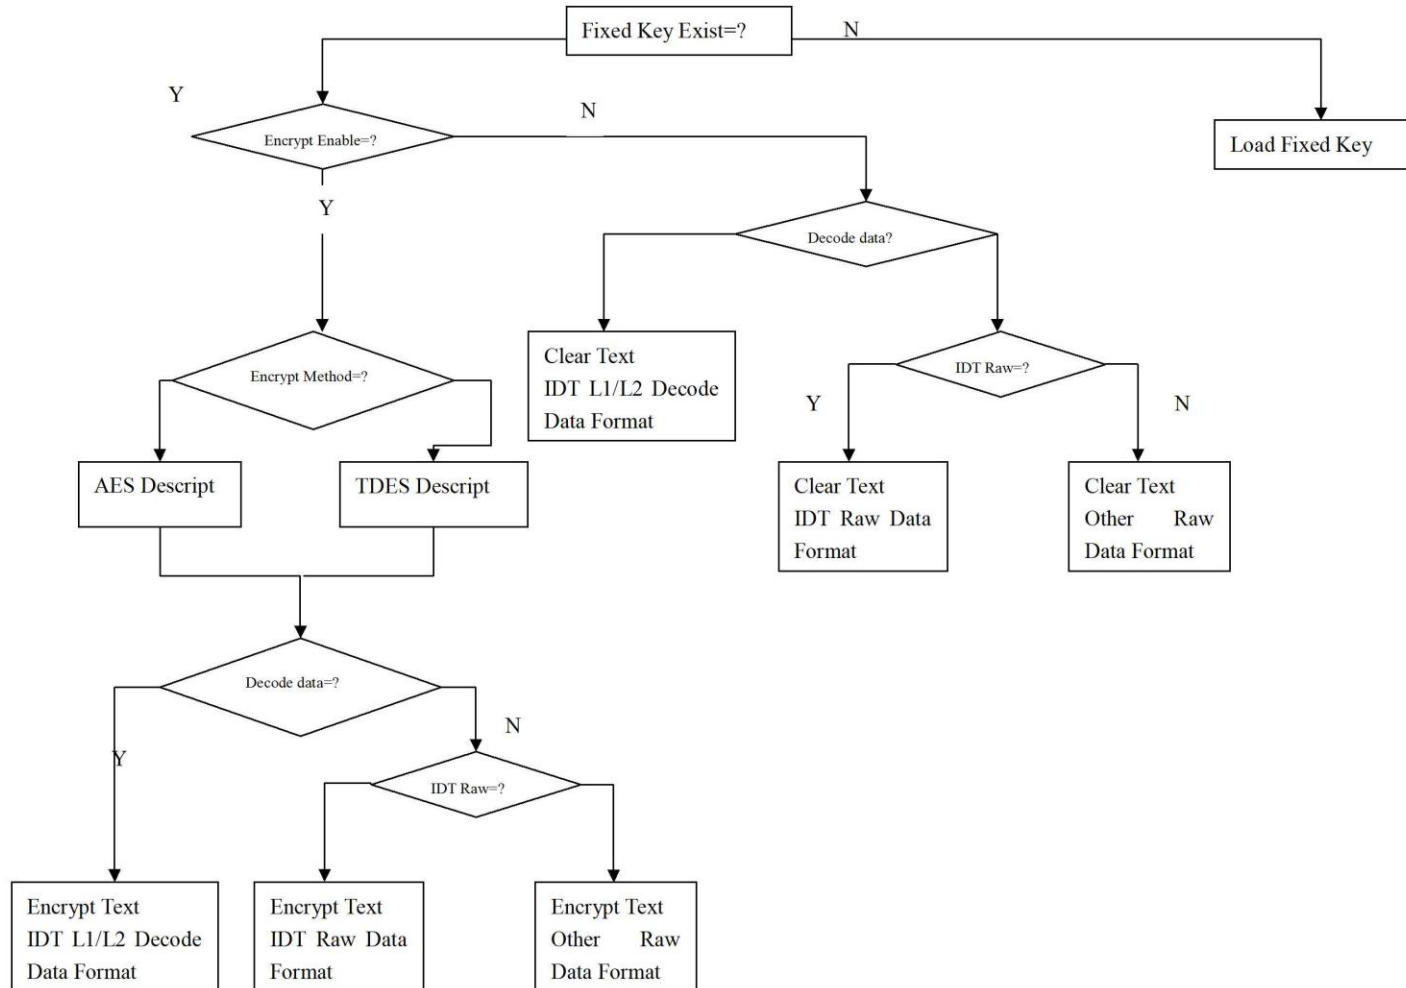 Fixed Key Exist=?
N
Y
Encrypt Enable=?
N
Load Fixed Key
Y
Decode data?
Encrypt Method=?
Clear Text
IDT L1/L2 Decode
Data Format
IDT Raw=?
Y
N
AES Descript
TDES Descript
Clear Text
IDT Raw Data
Format
Clear Text
Other Raw
Data Format
Decode data=?
Y
N
IDT Raw=?
Encrypt Text
IDT L1/L2 Decode
Data Format
Encrypt Text
IDT Raw Data
Format
Encrypt Text
Other Raw
Data Format